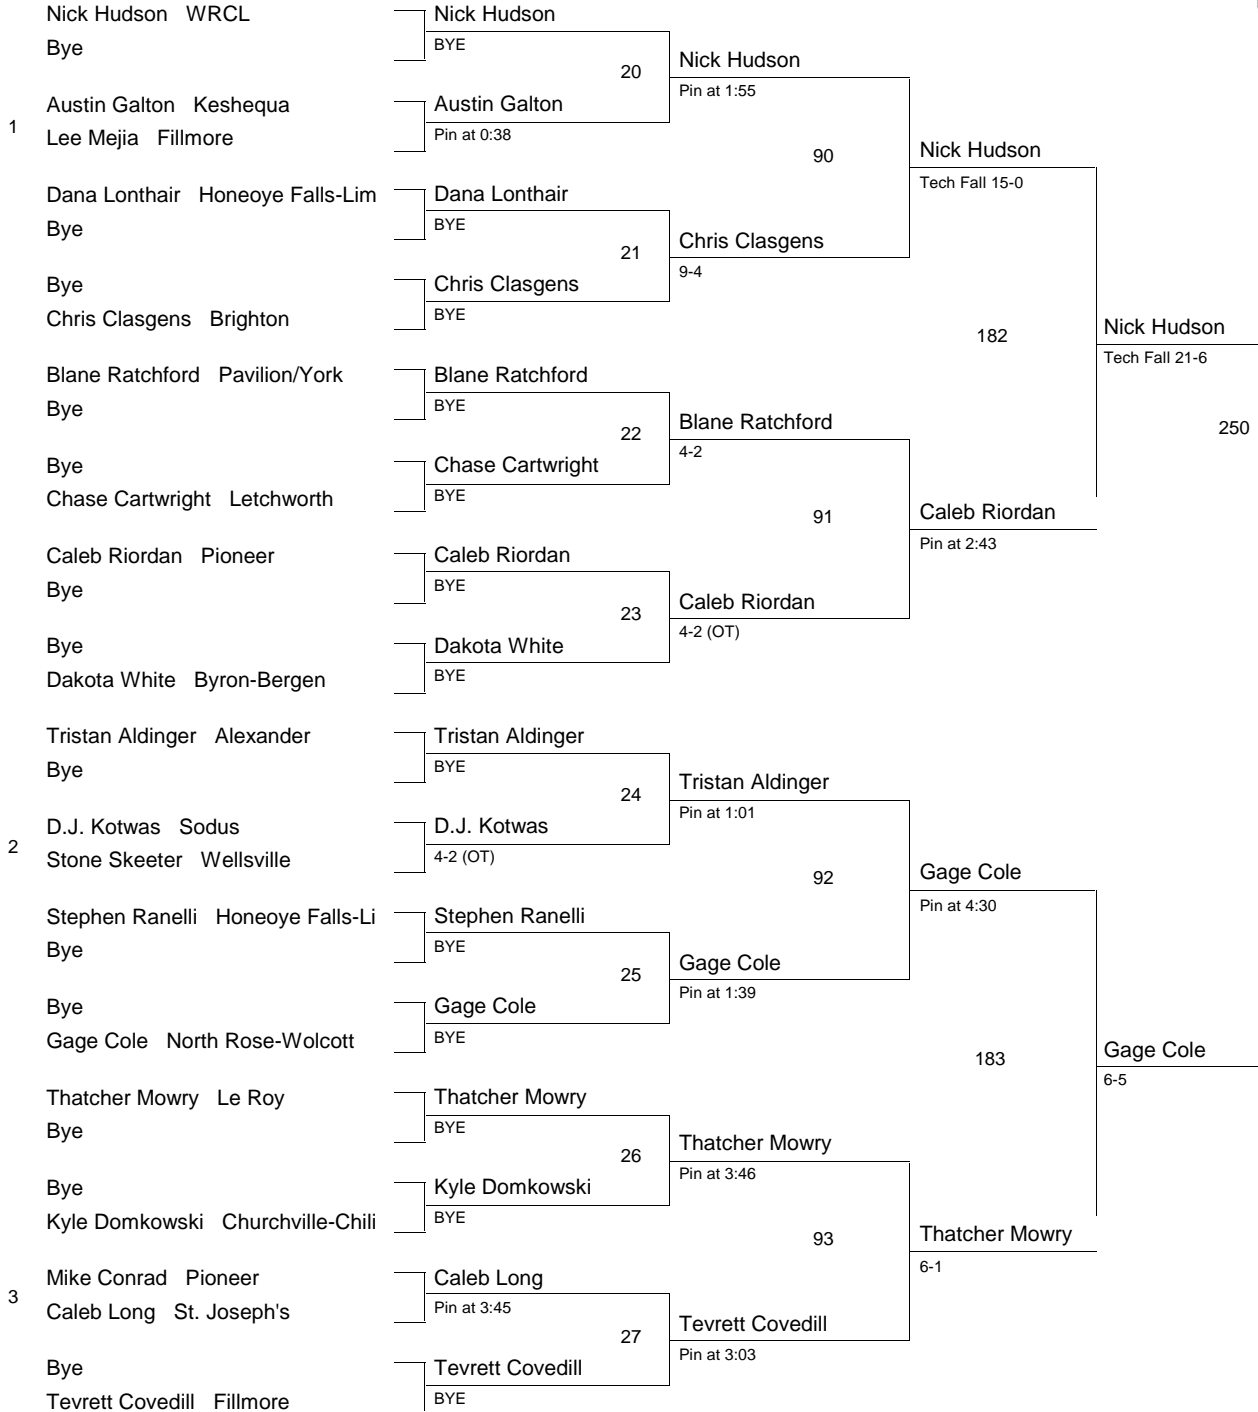 Nick Hudson WRCL
Bye
1
Austin Galton Keshequa
Lee Mejia Fillmore
Dana Lonthair Honeoye Falls-Lim
Bye
Bye
Chris Clasgens Brighton
Blane Ratchford Pavilion/York
Bye
Bye
Chase Cartwright Letchworth
Caleb Riordan Pioneer
Bye
Bye
Dakota White Byron-Bergen
Tristan Aldinger Alexander
Bye
2
D.J. Kotwas Sodus
Stone Skeeter Wellsville
Stephen Ranelli Honeoye Falls-Li
Bye
Bye
Gage Cole North Rose-Wolcott
Thatcher Mowry Le Roy
Bye
Bye
Kyle Domkowski Churchville-Chili
3
Mike Conrad Pioneer
Caleb Long St. Joseph's
Bye
Tevrett Covedill Fillmore
Nick Hudson
BYE
20
Austin Galton
Pin at 0:38
Dana Lonthair
BYE
21
Chris Clasgens
BYE
Blane Ratchford
BYE
22
Chase Cartwright
BYE
Caleb Riordan
BYE
23
Dakota White
BYE
Tristan Aldinger
BYE
24
D.J. Kotwas
4-2 (OT)
Stephen Ranelli
BYE
25
Gage Cole
BYE
Thatcher Mowry
BYE
26
Kyle Domkowski
BYE
Caleb Long
Pin at 3:45
27
Tevrett Covedill
BYE
Nick Hudson
Pin at 1:55
90
Chris Clasgens
9-4
Blane Ratchford
4-2
91
Caleb Riordan
4-2 (OT)
Tristan Aldinger
Pin at 1:01
92
Gage Cole
Pin at 1:39
Thatcher Mowry
Pin at 3:46
93
Tevrett Covedill
Pin at 3:03
Nick Hudson
Tech Fall 15-0
182
Caleb Riordan
Pin at 2:43
Gage Cole
Pin at 4:30
183
Thatcher Mowry
6-1
Nick Hudson
Tech Fall 21-6
250
Gage Cole
6-5